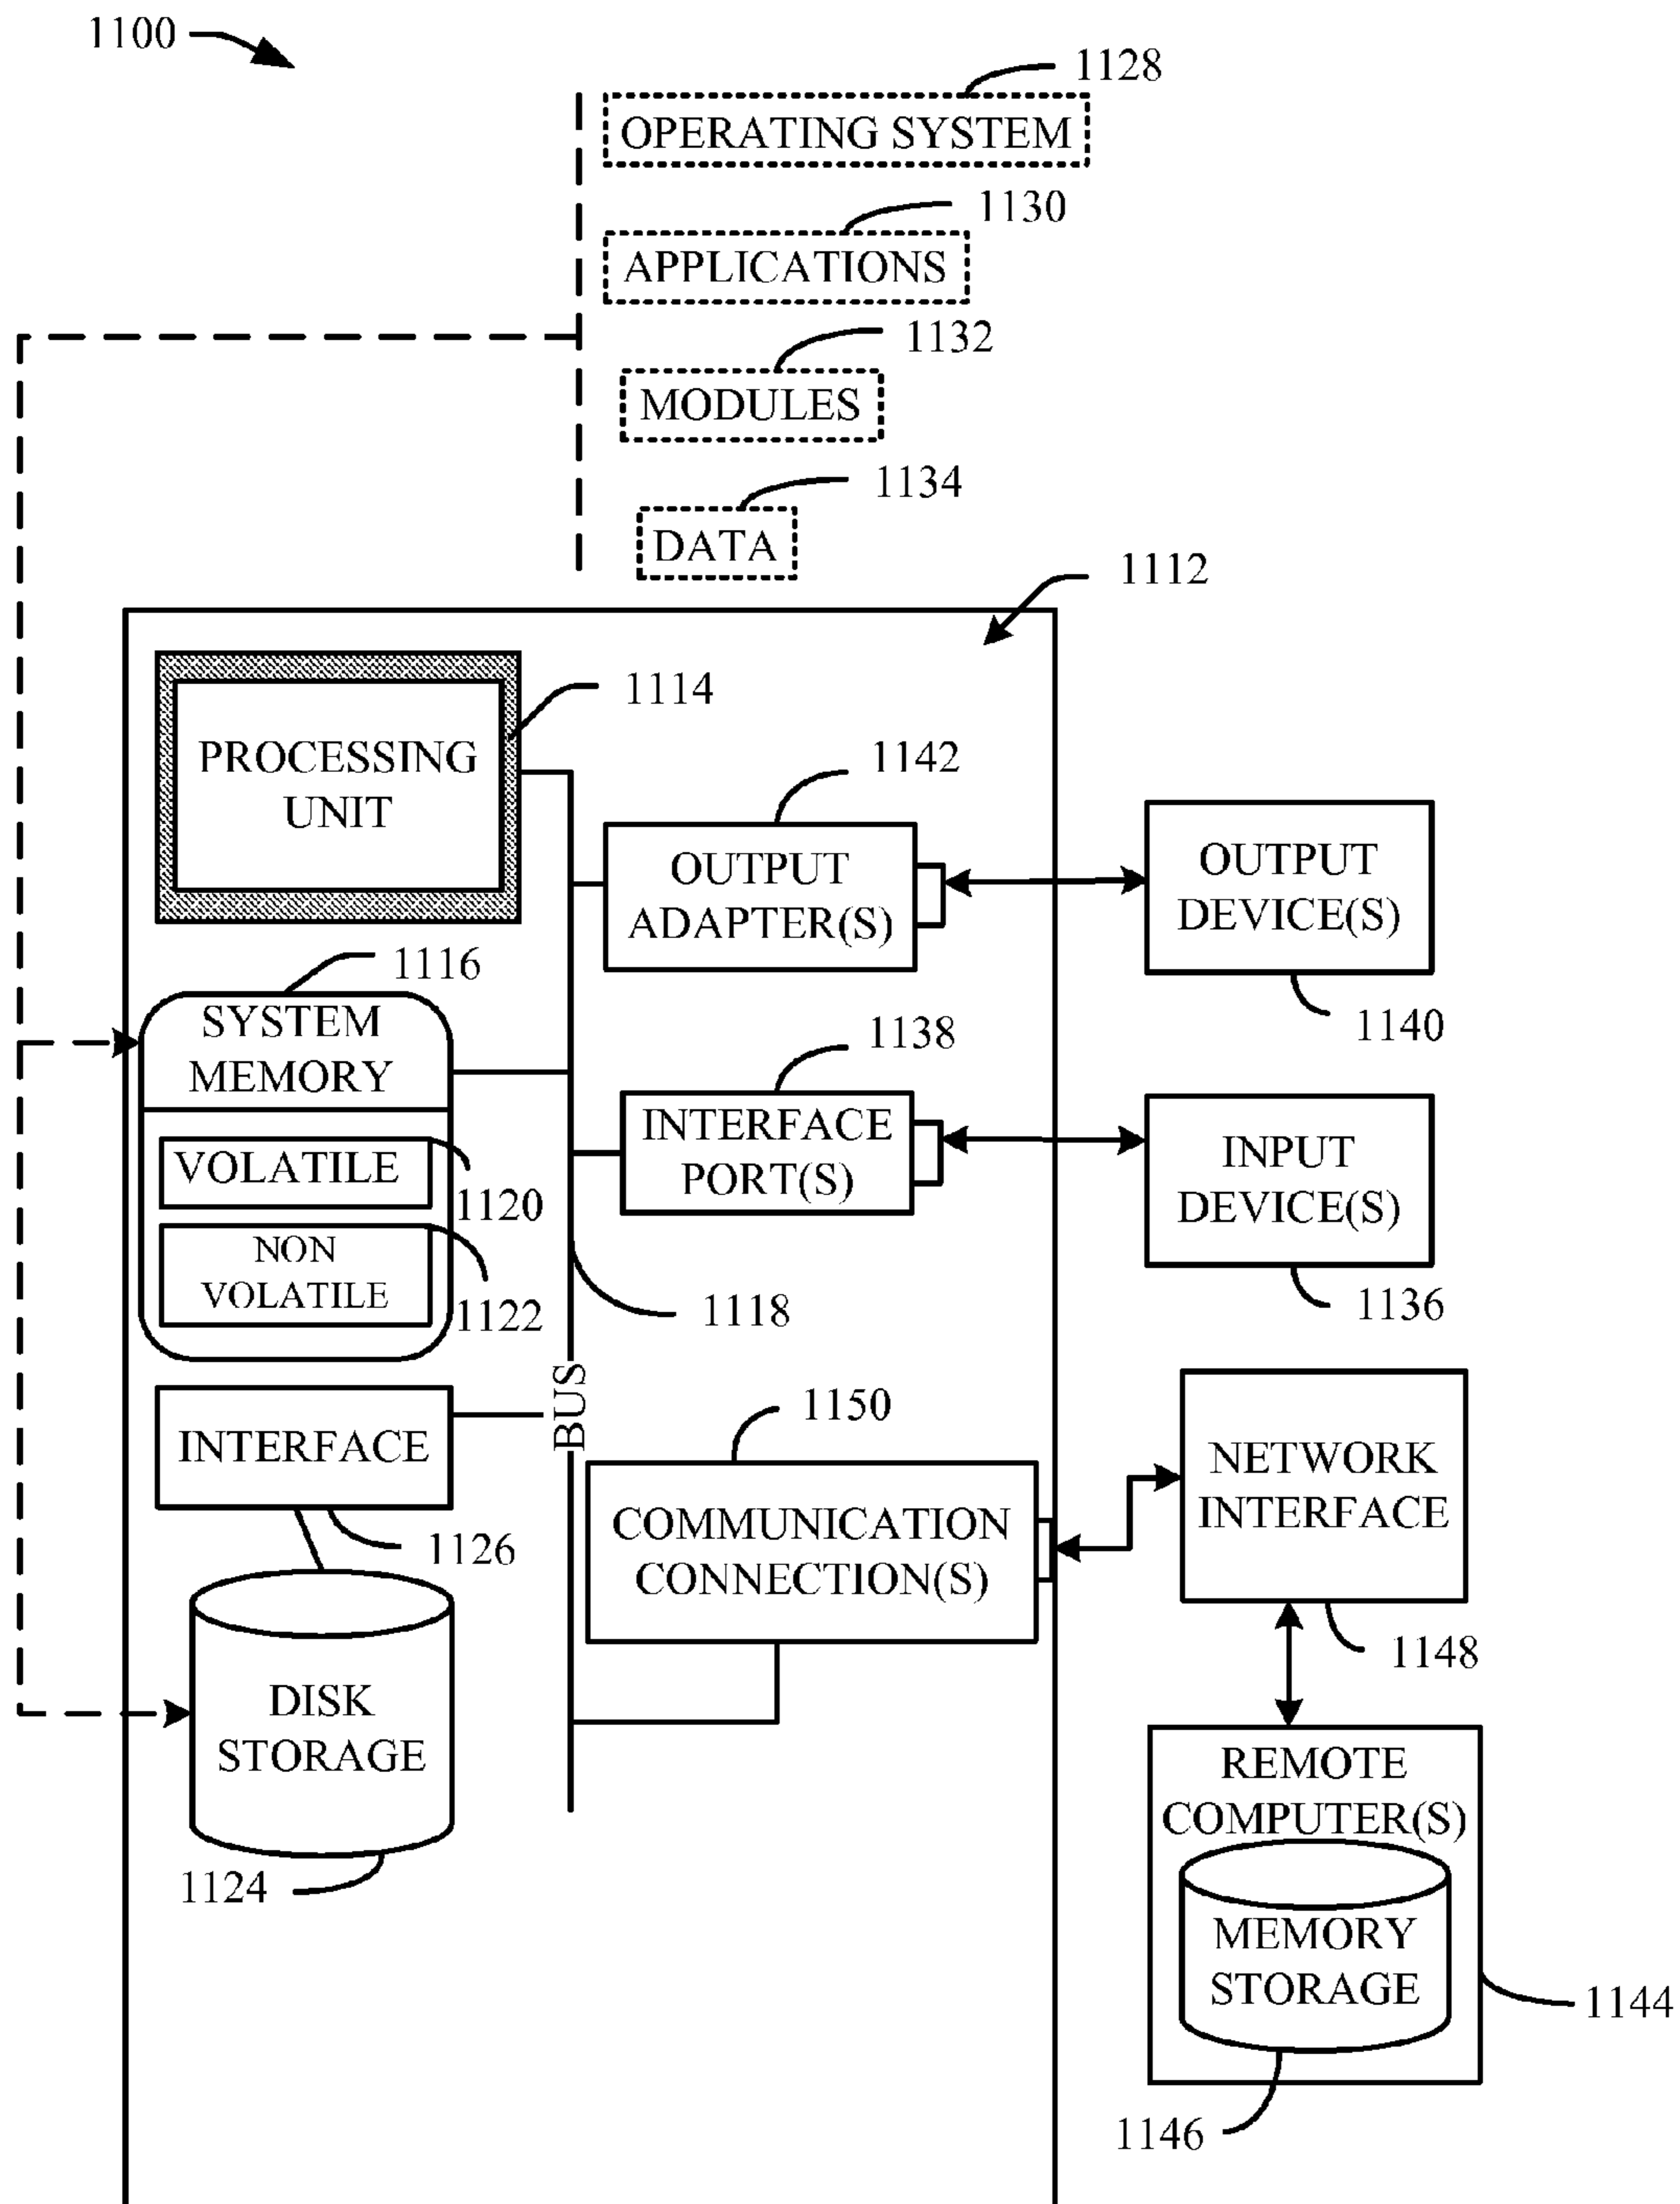 1100
1128
OPERATING SYSTEM
1130
APPLICATIONS
1132
MODULES
1134
DATA
1112
1114
PROCESSING
UNIT
1142
OUTPUT
ADAPTER(S)
OUTPUT
DEVICE(S)
1140
1116
SYSTEM
MEMORY
VOLATILE
1120
NON
VOLATILE
1122
1138
INTERFACE
PORT(S)
INPUT
DEVICE(S)
1136
1118
BUS
INTERFACE
1126
1150
COMMUNICATION
CONNECTION(S)
NETWORK
INTERFACE
1148
DISK
STORAGE
1124
REMOTE
COMPUTER(S)
MEMORY
STORAGE
1144
1146